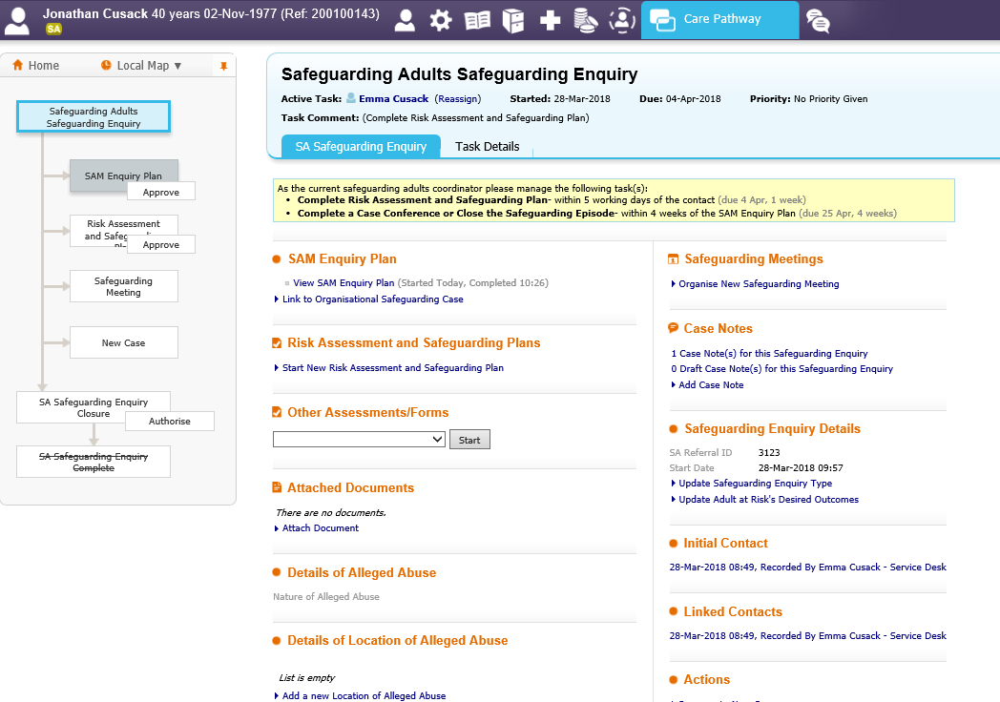 Jonathan Cusack 40 years 02-Nov-1977 (Ref: 200100143)
SA
Care Pathway
Home
Local Map ▼
Safeguarding Adults
Safeguarding Enquiry
SAM Enquiry Plan
Approve
Risk Assessment
and Safeg
Approve
Safeguarding
Meeting
New Case
SA Safeguarding Enquiry
Closure
Authorise
SA Safeguarding Enquiry
Complete
Safeguarding Adults Safeguarding Enquiry
Active Task: Emma Cusack (Reassign) Started: 28-Mar-2018 Due: 04-Apr-2018 Priority: No Priority Given
Task Comment: (Complete Risk Assessment and Safeguarding Plan)
SA Safeguarding Enquiry Task Details
As the current safeguarding adults coordinator please manage the following task(s):
• Complete Risk Assessment and Safeguarding Plan- within 5 working days of the contact (due 4 Apr, 1 week)
• Complete a Case Conference or Close the Safeguarding Episode- within 4 weeks of the SAM Enquiry Plan (due 25 Apr, 4 weeks)
SAM Enquiry Plan
View SAM Enquiry Plan (Started Today, Completed 10:26)
Link to Organisational Safeguarding Case
Risk Assessment and Safeguarding Plans
Start New Risk Assessment and Safeguarding Plan
Other Assessments/Forms
Start
Attached Documents
There are no documents.
Attach Document
Details of Alleged Abuse
Nature of Alleged Abuse
Details of Location of Alleged Abuse
List is empty
Add a new Location of Alleged Abuse
Safeguarding Meetings
Organise New Safeguarding Meeting
Case Notes
1 Case Note(s) for this Safeguarding Enquiry
0 Draft Case Note(s) for this Safeguarding Enquiry
Add Case Note
Safeguarding Enquiry Details
SA Referral ID 3123
Start Date 28-Mar-2018 09:57
Update Safeguarding Enquiry Type
Update Adult at Risk's Desired Outcomes
Initial Contact
28-Mar-2018 08:49, Recorded By Emma Cusack - Service Desk
Linked Contacts
28-Mar-2018 08:49, Recorded By Emma Cusack - Service Desk
Actions